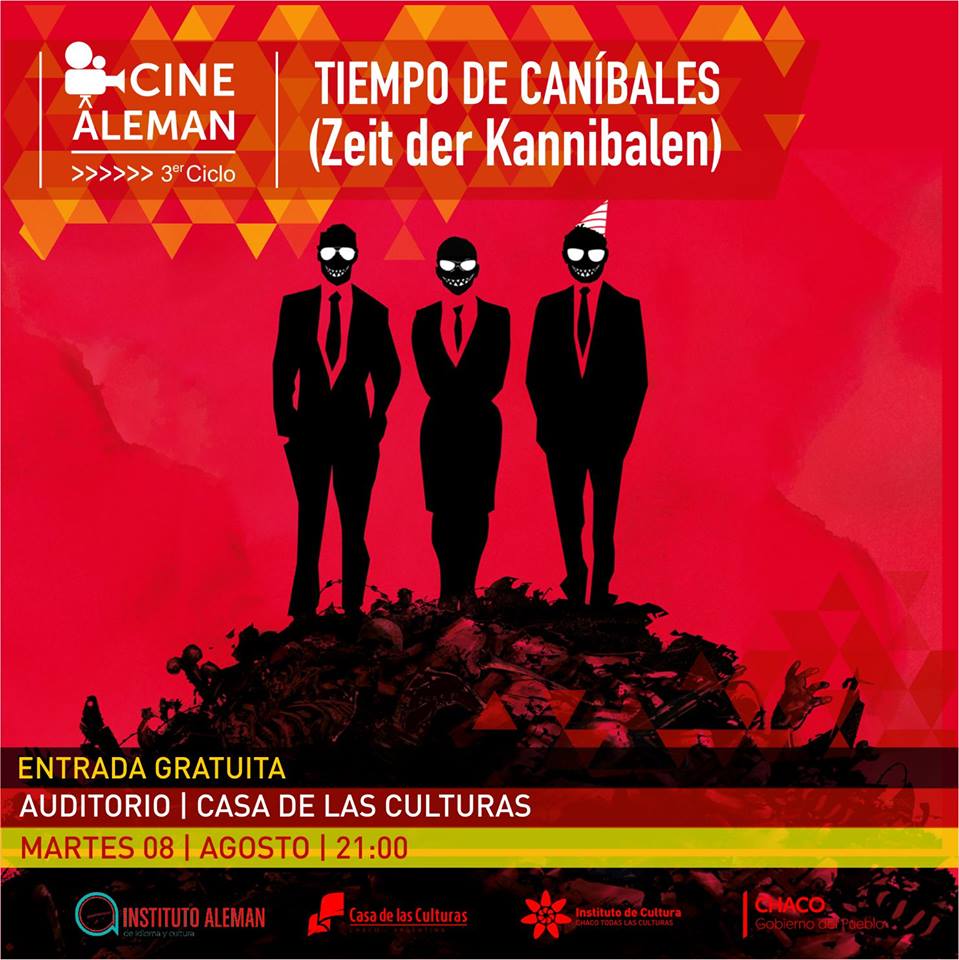 CINE
ALEMAN
>>>>>> 3er Ciclo
TIEMPO DE CANÍBALES
(Zeit der Kannibalen)
ENTRADA GRATUITA
AUDITORIO | CASA DE LAS CULTURAS
MARTES 08 | AGOSTO | 21:00
INSTITUTO ALEMAN
de idioma y cultura
Casa de las Culturas
Instituto de Cultura
CHACO TODAS LAS CULTURAS
CHACO
Gobierno del Pueblo